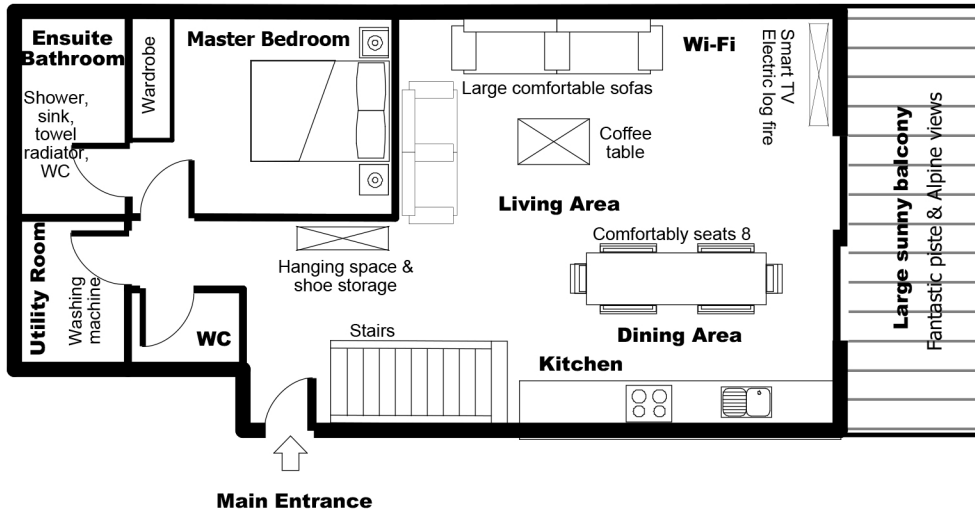 Ensuite
Bathroom
Shower,
sink,
towel
radiator,
WC
Wardrobe
Master Bedroom
Large comfortable sofas
Wi-Fi
Smart TV
Electric log fire
Coffee
table
Living Area
Large sunny balcony
Fantastic piste & Alpine views
Utility Room
Washing
machine
WC
Hanging space &
shoe storage
Comfortably seats 8
Dining Area
Stairs
Kitchen
Main Entrance